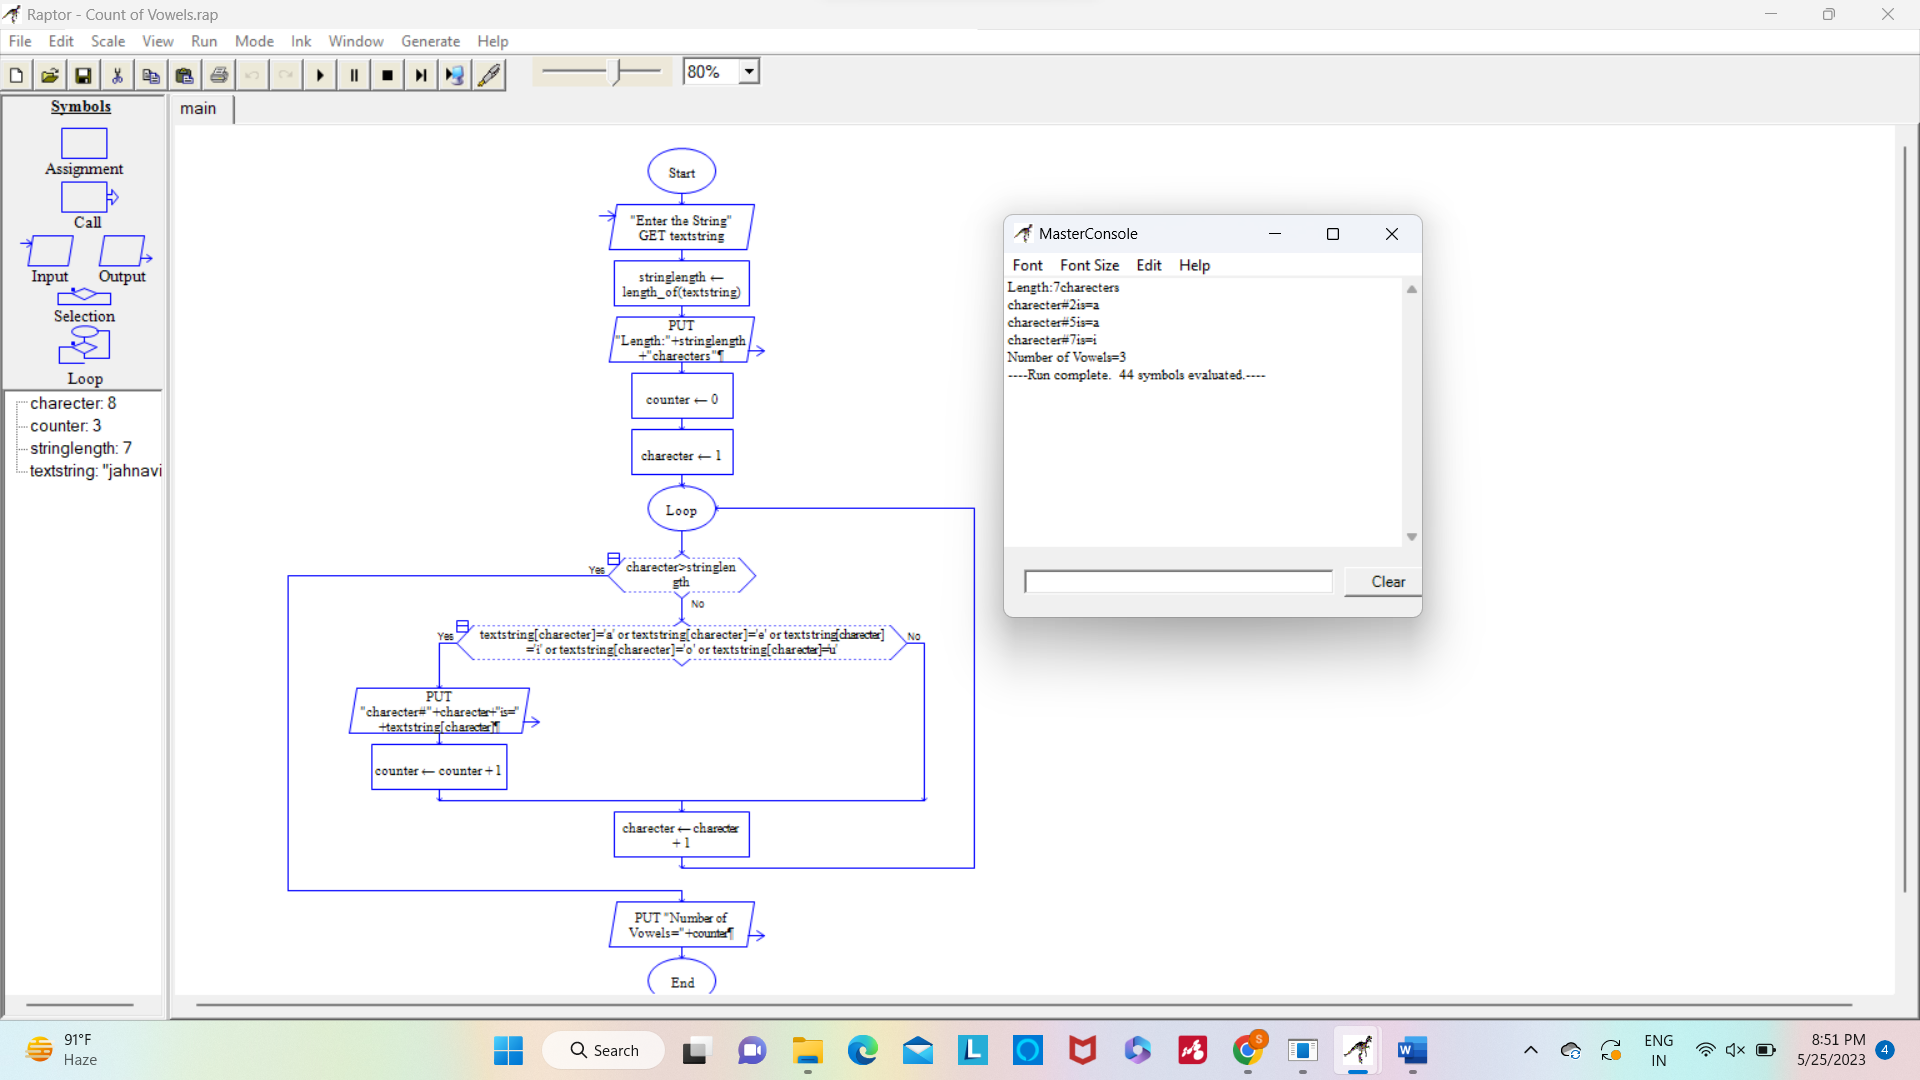 Raptor - Count of Vowels.rap
File Edit Scale View Run Mode Ink Window Generate Help
80%
Symbols
Assignment
Call
Input Output
Selection
Loop
charecter: 8
counter: 3
stringlength: 7
textstring: "jahnavi
main
Start
"Enter the String"
GET textstring
stringlength ←
length_of(textstring)
PUT
"Length:"+stringlength
+"charecters"¶
counter ← 0
charecter ← 1
Loop
Yes
charecter>stringlen
gth
No
Yes
textstring[charecter]='a' or textstring[charecter]='e' or textstring[charecter]
='i' or textstring[charecter]='o' or textstring[charecter]='u'
No
PUT
"charecter#"+charecter+"is="
+textstring[charecter]¶
counter ← counter + 1
charecter ← charecter
+ 1
PUT "Number of
Vowels="+counter¶
End
MasterConsole
Font Font Size Edit Help
Length:7charecters
charecter#2is=a
charecter#5is=a
charecter#7is=i
Number of Vowels=3
----Run complete. 44 symbols evaluated.----
Clear
91°F
Haze
Search
L
S
W
ENG
IN
8:51 PM
5/25/2023
4